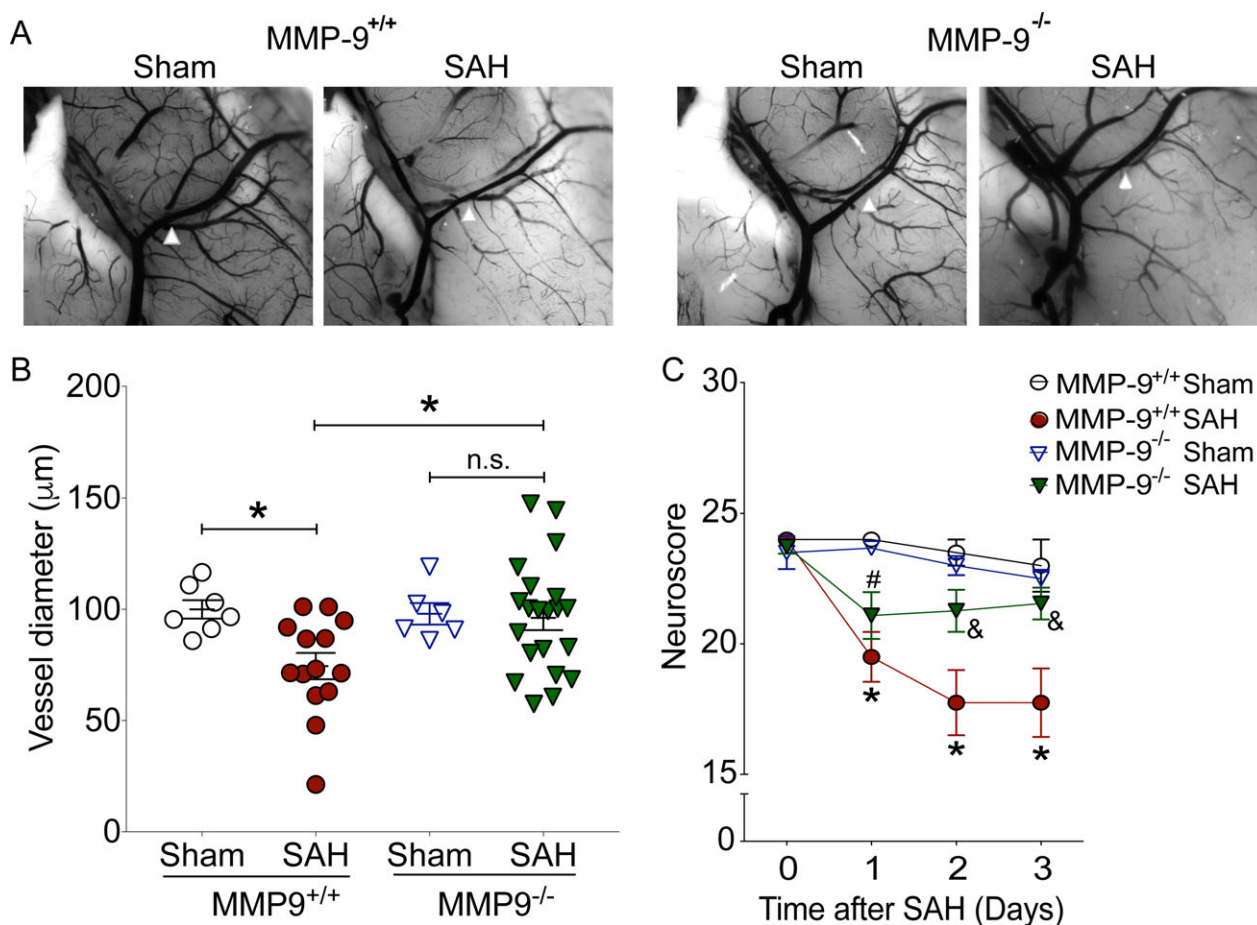 A
MMP-9+/+
MMP-9-/-
Sham
SAH
Sham
SAH
B
200
150
100
50
0
Vessel diameter (μm)
*
*
n.s.
Sham
SAH
Sham
SAH
MMP9+/+
MMP9-/-
C
30
25
20
15
0
Neuroscore
MMP-9+/+ Sham
MMP-9+/+ SAH
MMP-9-/- Sham
MMP-9-/- SAH
#
&
&
*
*
*
0 1 2 3
Time after SAH (Days)